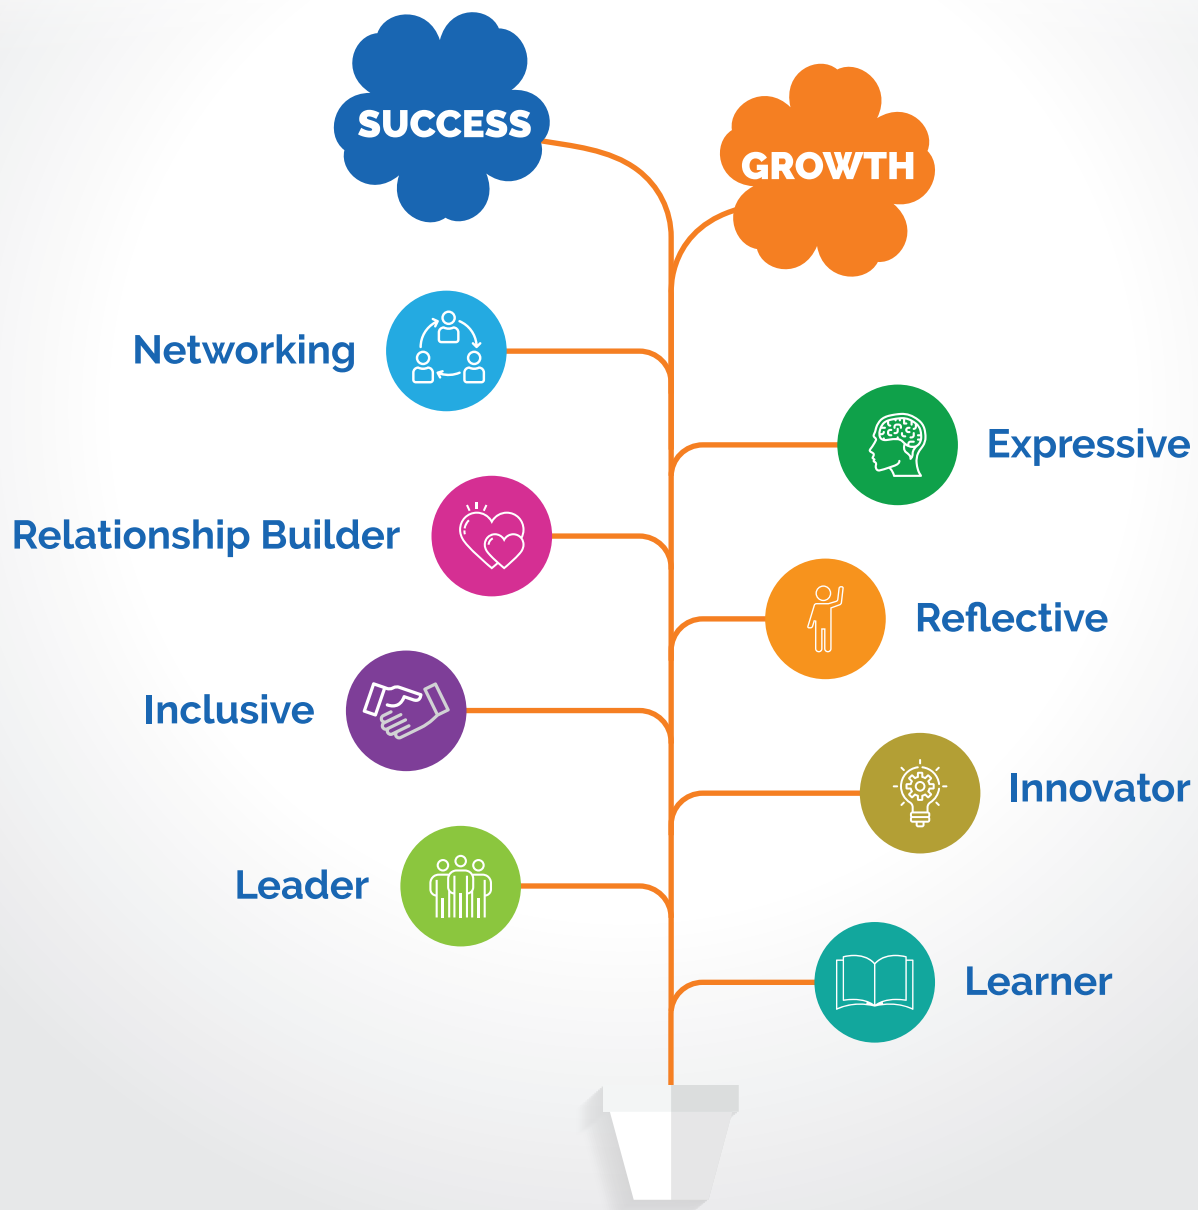 SUCCESS
GROWTH
Networking
Expressive
Relationship Builder
Reflective
Inclusive
Innovator
Leader
Learner